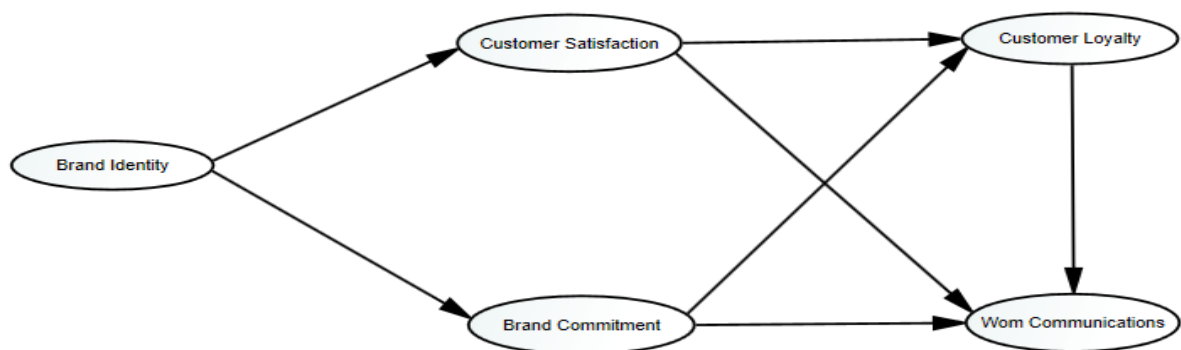 Customer Satisfaction
Customer Loyalty
Brand Identity
Brand Commitment
Wom Communications